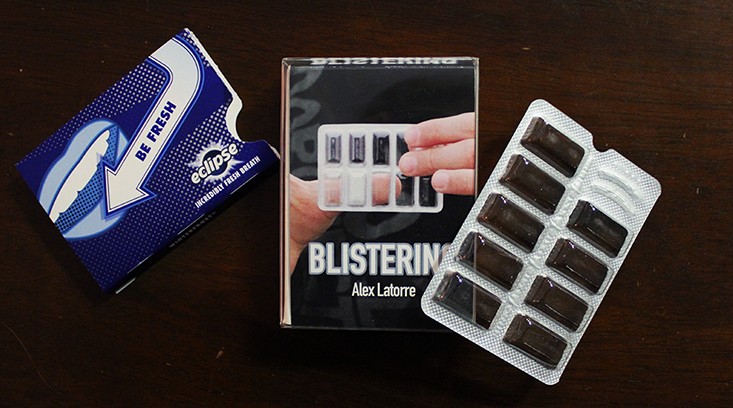 BE FRESH
eclipse
INCREDIBLY FRESH BREATH
BLISTERING
BLISTERING
Alex Latorre